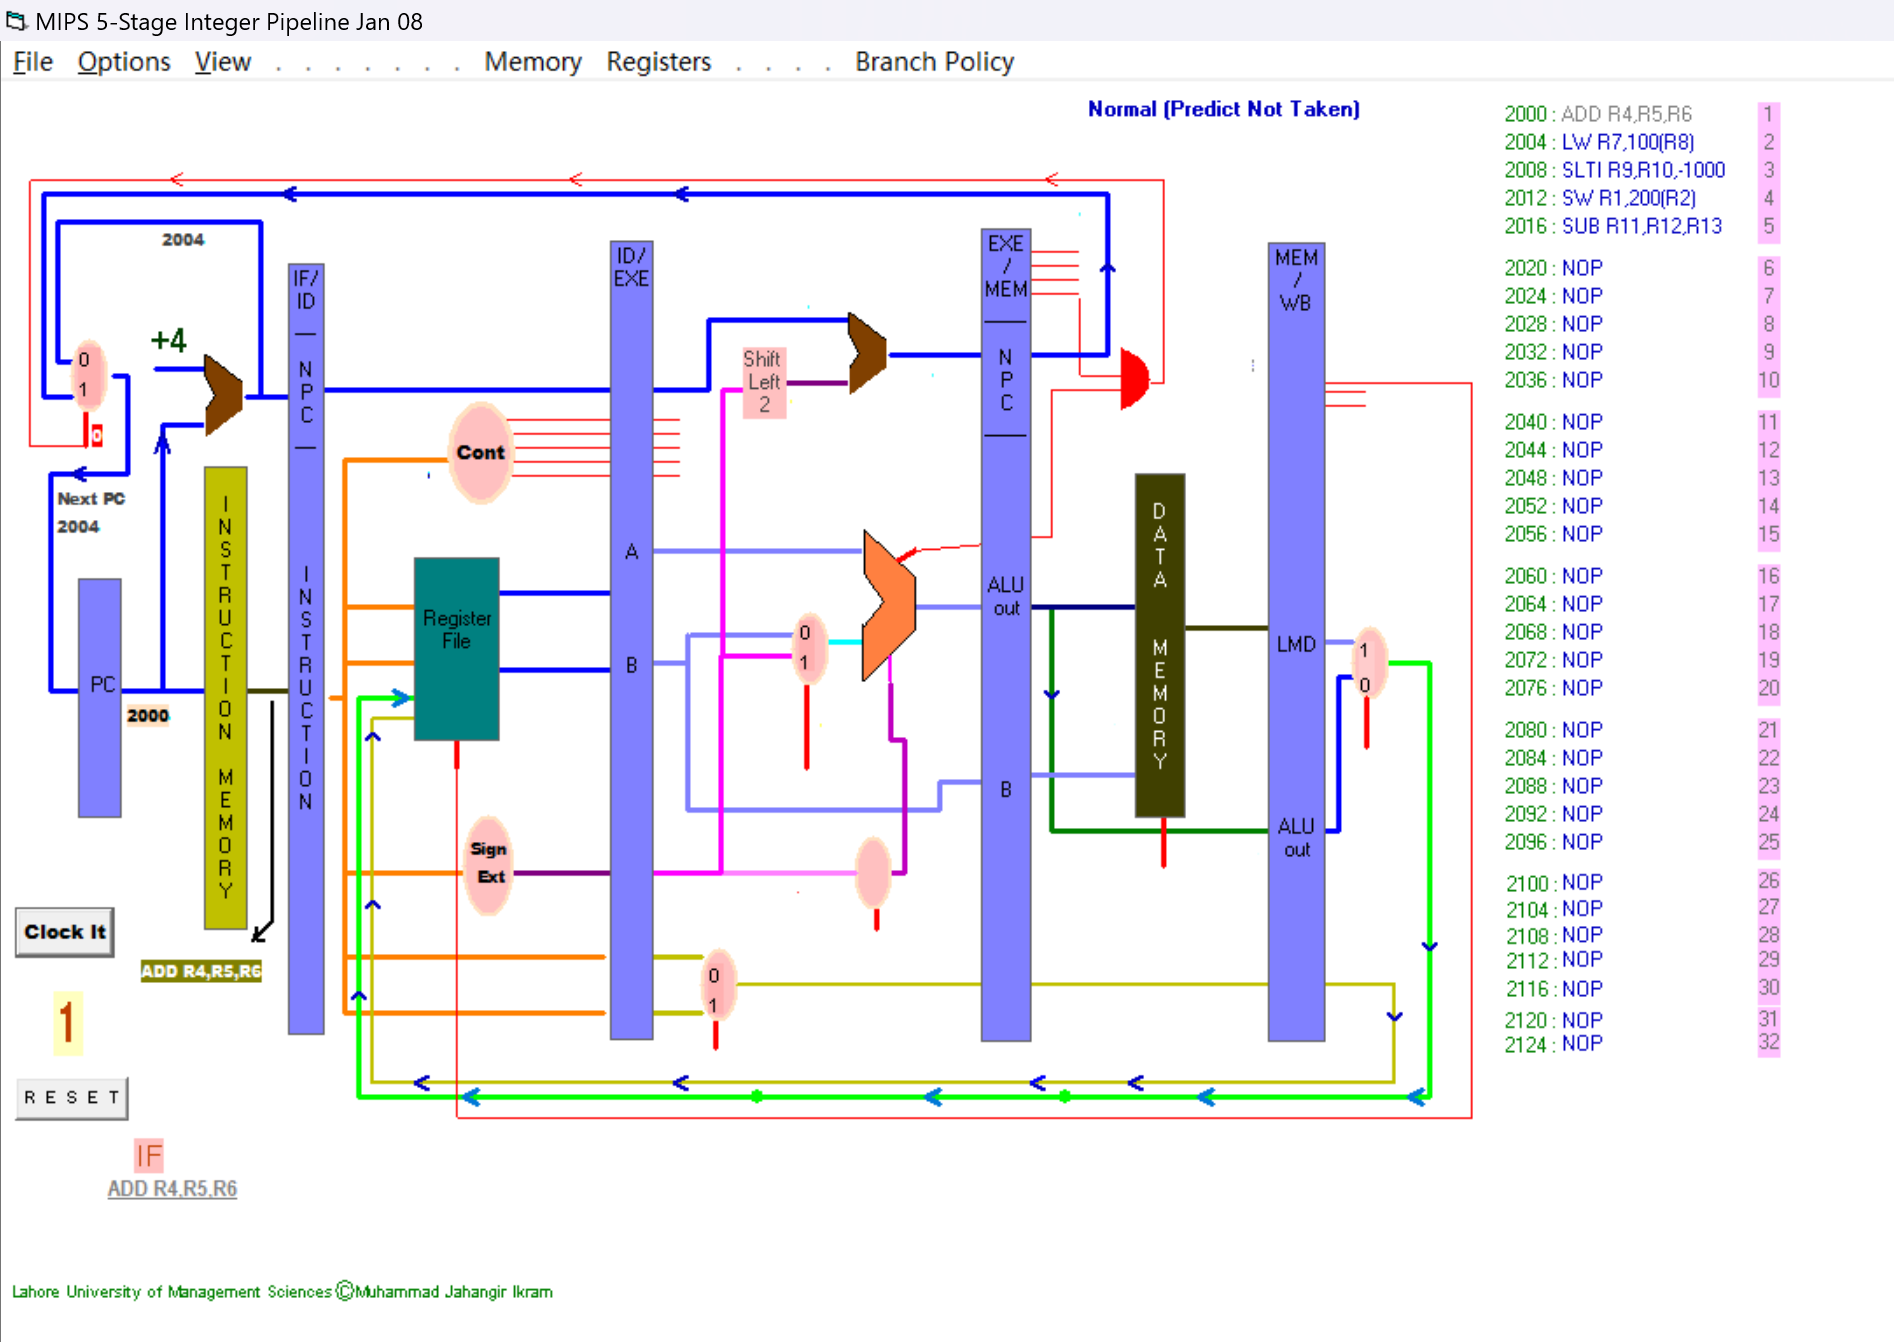 MIPS 5-Stage Integer Pipeline Jan 08
File Options View . . . . . . . Memory Registers . . . . Branch Policy
Normal (Predict Not Taken)
2004
+4
0
1
0
Next PC
2004
PC
2000
INSTRUCTION MEMORY
ADD R4,R5,R6
IF/
ID
NPC
INSTRUCTION
Cont
Register
File
Sign
Ext
ID/
EXE
A
B
Shift
Left
2
0
1
0
1
EXE
/
MEM
NPC
ALU
out
B
DATA MEMORY
MEM
/
WB
LMD
ALU
out
1
0
Clock It
1
R E S E T
IF
ADD R4,R5,R6
2000 : ADD R4,R5,R6 1
2004 : LW R7,100(R8) 2
2008 : SLTI R9,R10,-1000 3
2012 : SW R1,200(R2) 4
2016 : SUB R11,R12,R13 5
2020 : NOP 6
2024 : NOP 7
2028 : NOP 8
2032 : NOP 9
2036 : NOP 10
2040 : NOP 11
2044 : NOP 12
2048 : NOP 13
2052 : NOP 14
2056 : NOP 15
2060 : NOP 16
2064 : NOP 17
2068 : NOP 18
2072 : NOP 19
2076 : NOP 20
2080 : NOP 21
2084 : NOP 22
2088 : NOP 23
2092 : NOP 24
2096 : NOP 25
2100 : NOP 26
2104 : NOP 27
2108 : NOP 28
2112 : NOP 29
2116 : NOP 30
2120 : NOP 31
2124 : NOP 32
Lahore University of Management Sciences ©Muhammad Jahangir Ikram